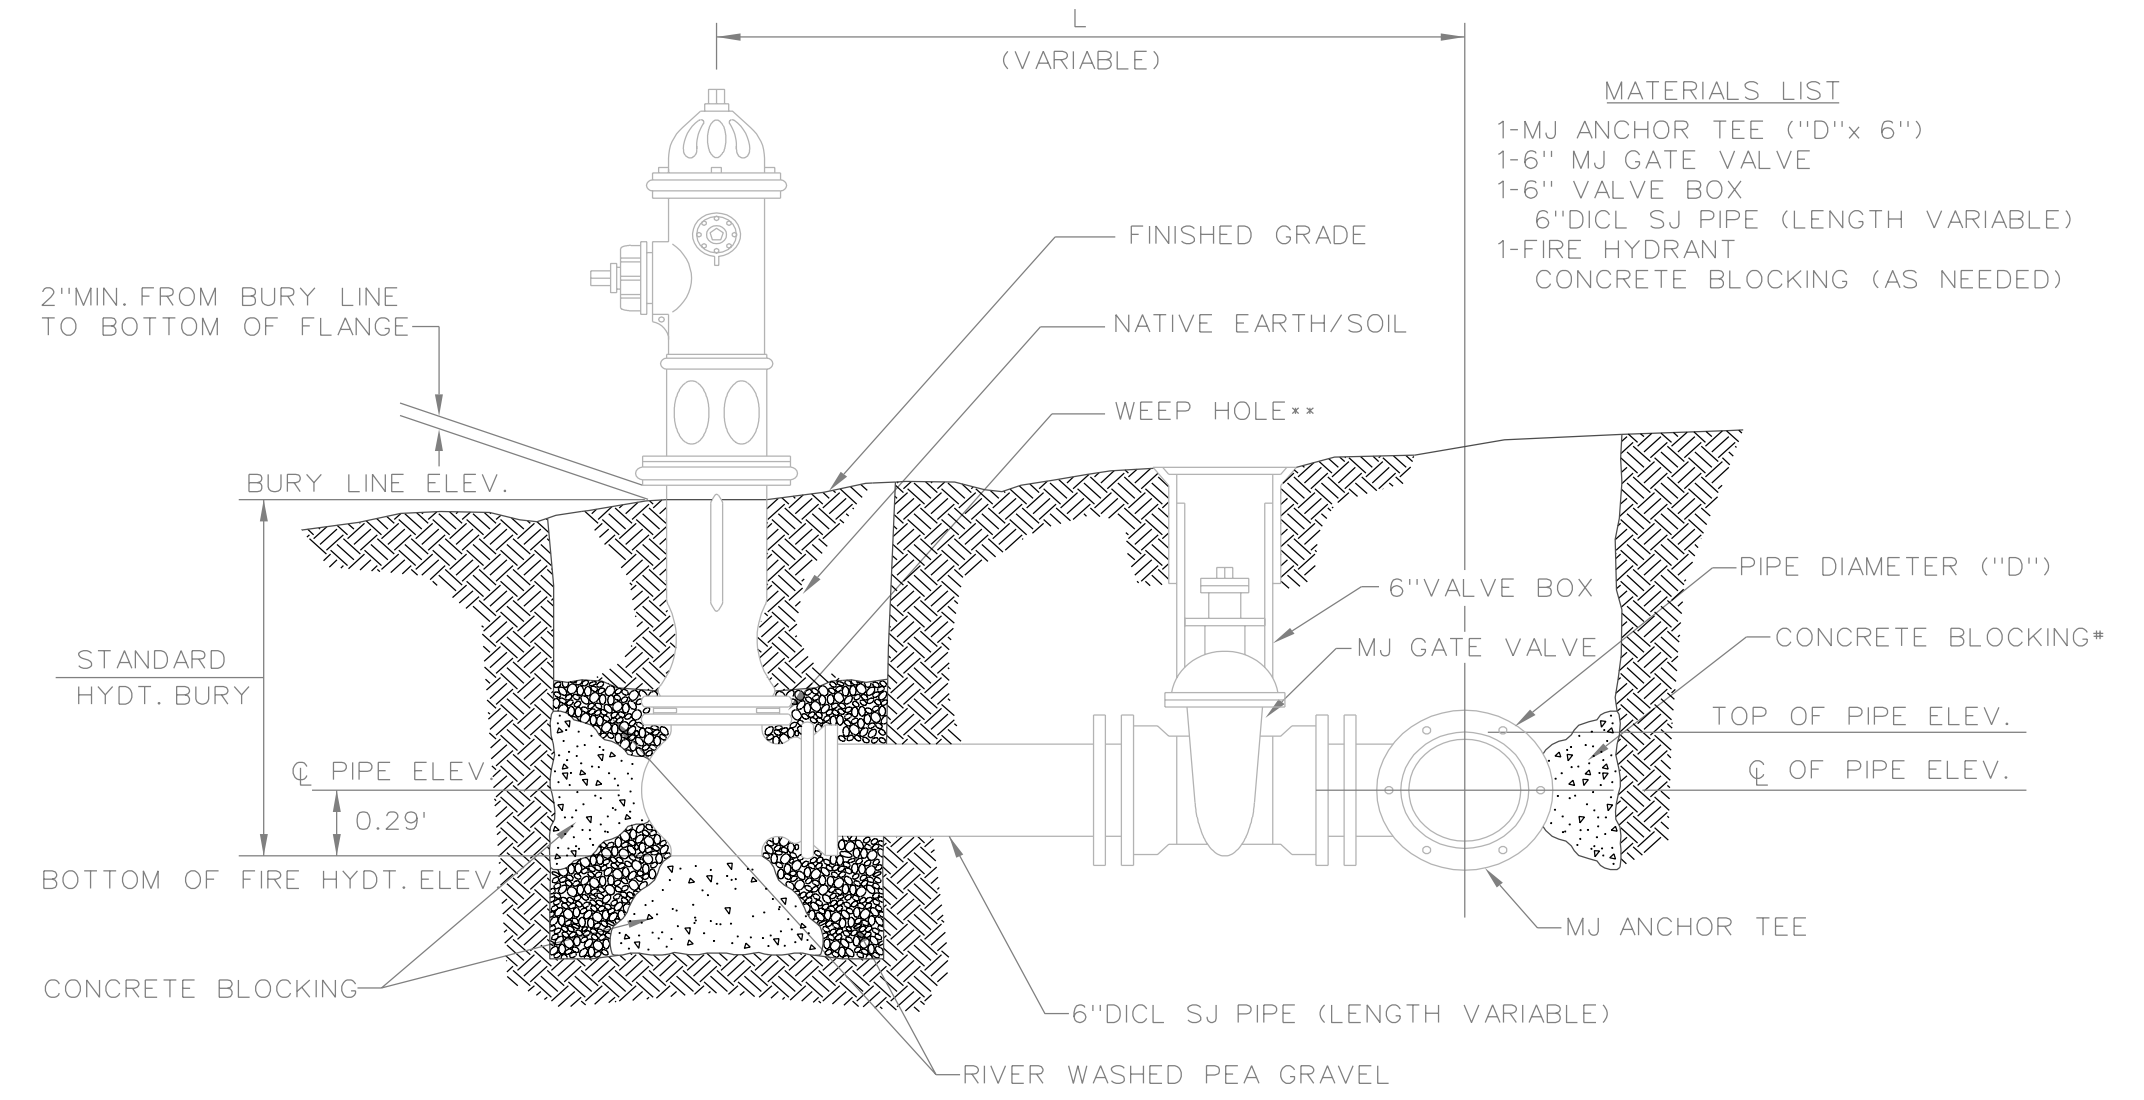 L
(VARIABLE)
MATERIALS LIST
1-MJ ANCHOR TEE ("D"x 6")
1-6" MJ GATE VALVE
1-6" VALVE BOX
6"DICL SJ PIPE (LENGTH VARIABLE)
1-FIRE HYDRANT
CONCRETE BLOCKING (AS NEEDED)
FINISHED GRADE
2"MIN. FROM BURY LINE
TO BOTTOM OF FLANGE
NATIVE EARTH/SOIL
WEEP HOLE**
BURY LINE ELEV.
PIPE DIAMETER ("D")
6"VALVE BOX
CONCRETE BLOCKING#
MJ GATE VALVE
STANDARD
HYDT. BURY
TOP OF PIPE ELEV.
℄ PIPE ELEV.
℄ OF PIPE ELEV.
0.29'
BOTTOM OF FIRE HYDT. ELEV.
MJ ANCHOR TEE
CONCRETE BLOCKING
6"DICL SJ PIPE (LENGTH VARIABLE)
RIVER WASHED PEA GRAVEL